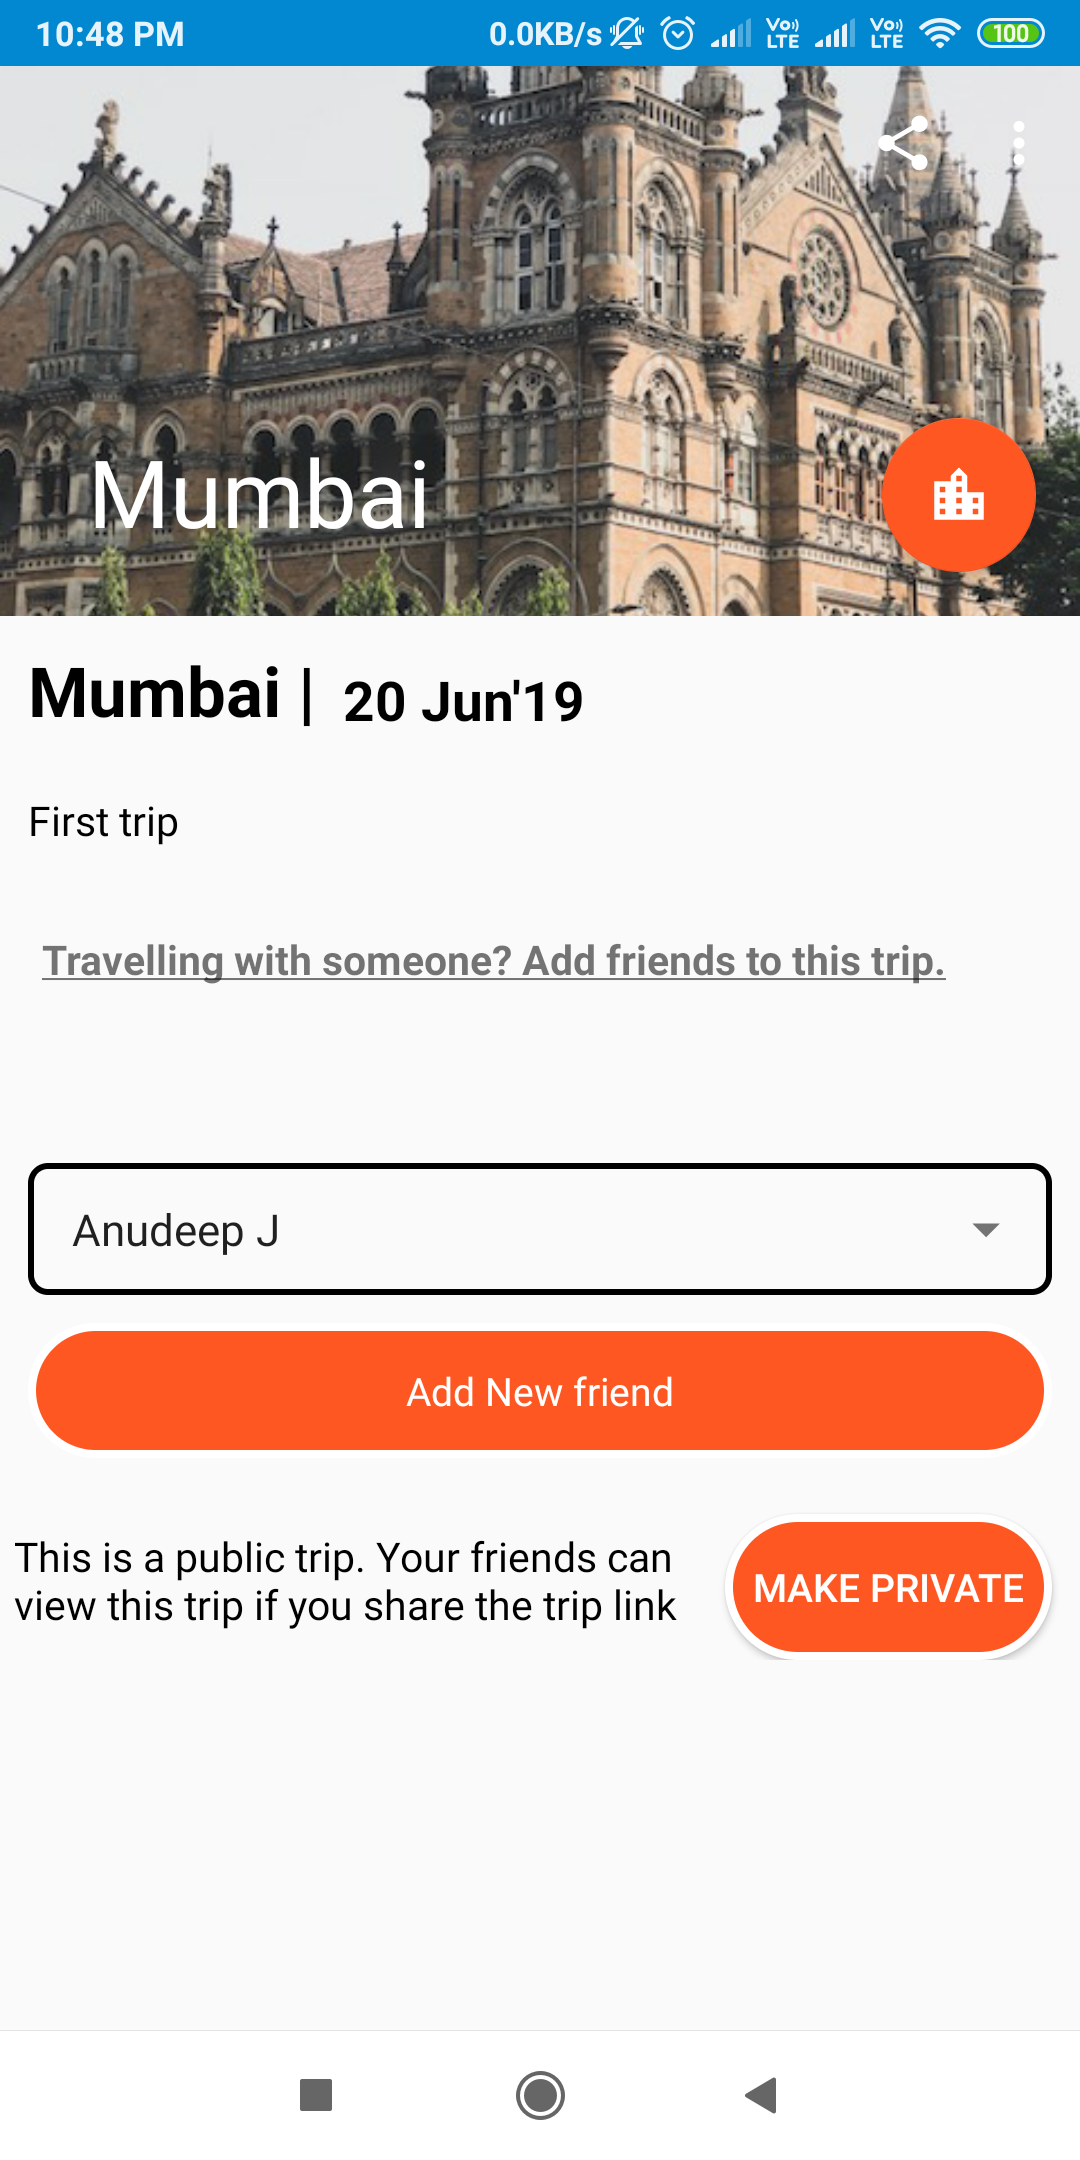 10:48 PM 0.0KB/s Vo)) LTE Vo)) LTE 100
Mumbai
Mumbai | 20 Jun'19
First trip
Travelling with someone? Add friends to this trip.
Anudeep J
Add New friend
This is a public trip. Your friends can
view this trip if you share the trip link
MAKE PRIVATE